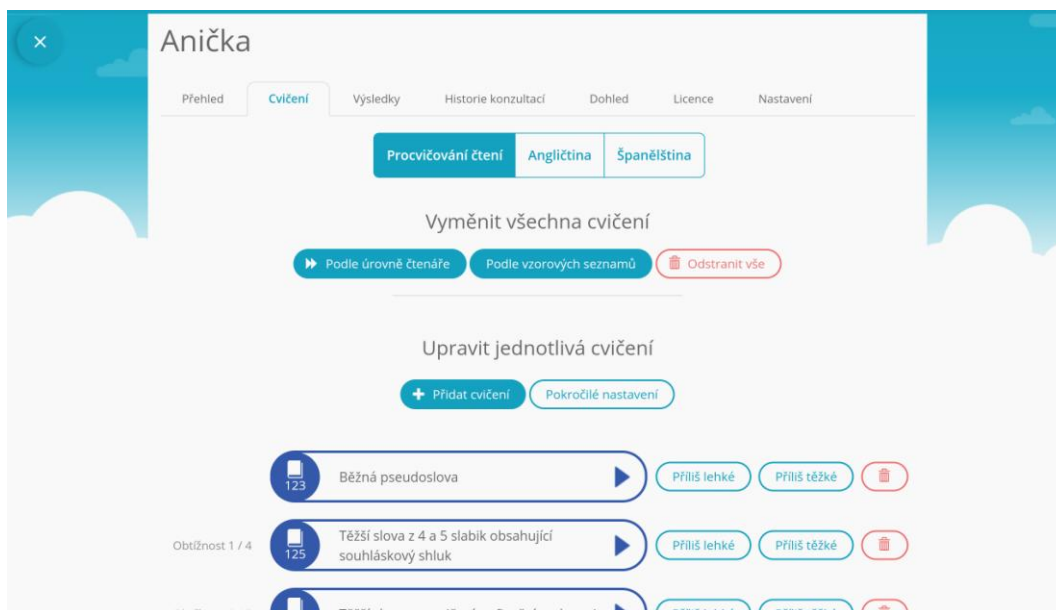 Anička
Přehled Cvičení Výsledky Historie konzultací Dohled Licence Nastavení
Procvičování čtení Angličtina Španělština
Vyměnit všechna cvičení
Podle úrovně čtenáře Podle vzorových seznamů Odstranit vše
Upravit jednotlivá cvičení
Přidat cvičení Pokročilé nastavení
123 Běžná pseudoslova Příliš lehké Příliš těžké
Obtížnost 1 / 4 125 Těžší slova z 4 a 5 slabik obsahující
souhláskový shluk Příliš lehké Příliš těžké